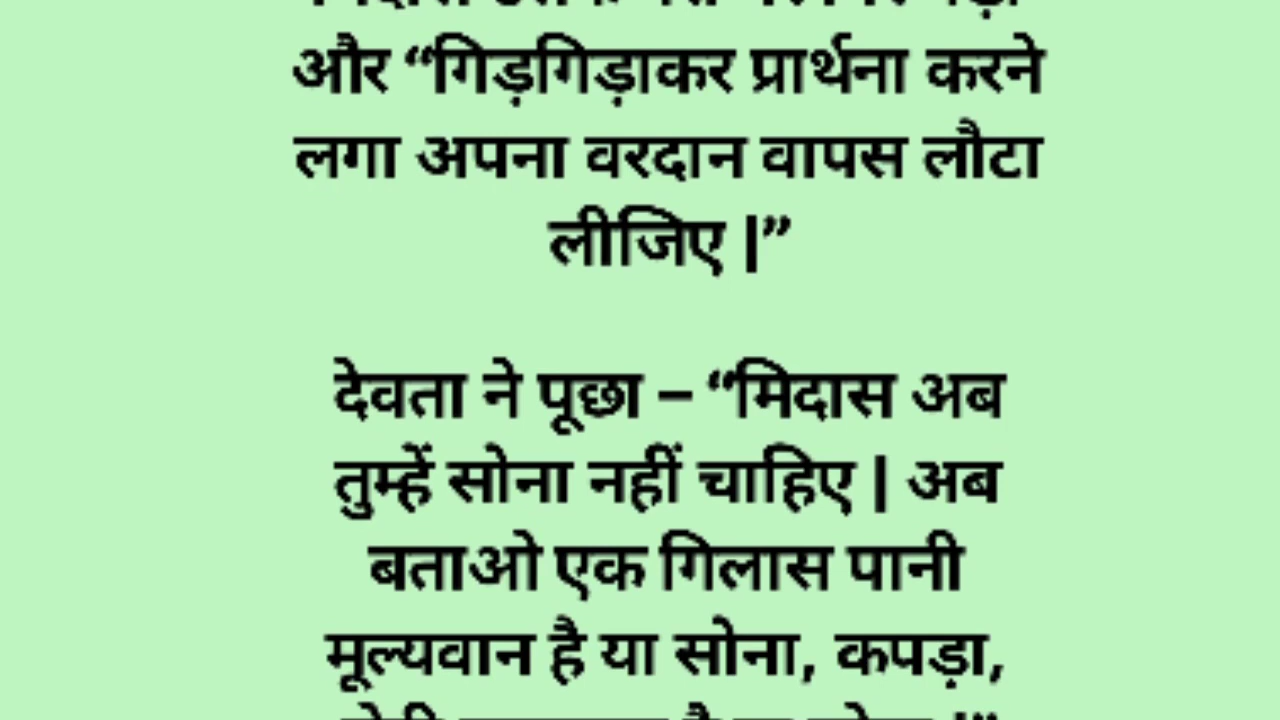 और “गिड़गिड़ाकर प्रार्थना करने
लगा अपना वरदान वापस लौटा
लीजिए |”
देवता ने पूछा – “मिदास अब
तुम्हें सोना नहीं चाहिए | अब
बताओ एक गिलास पानी
मूल्यवान है या सोना, कपड़ा,